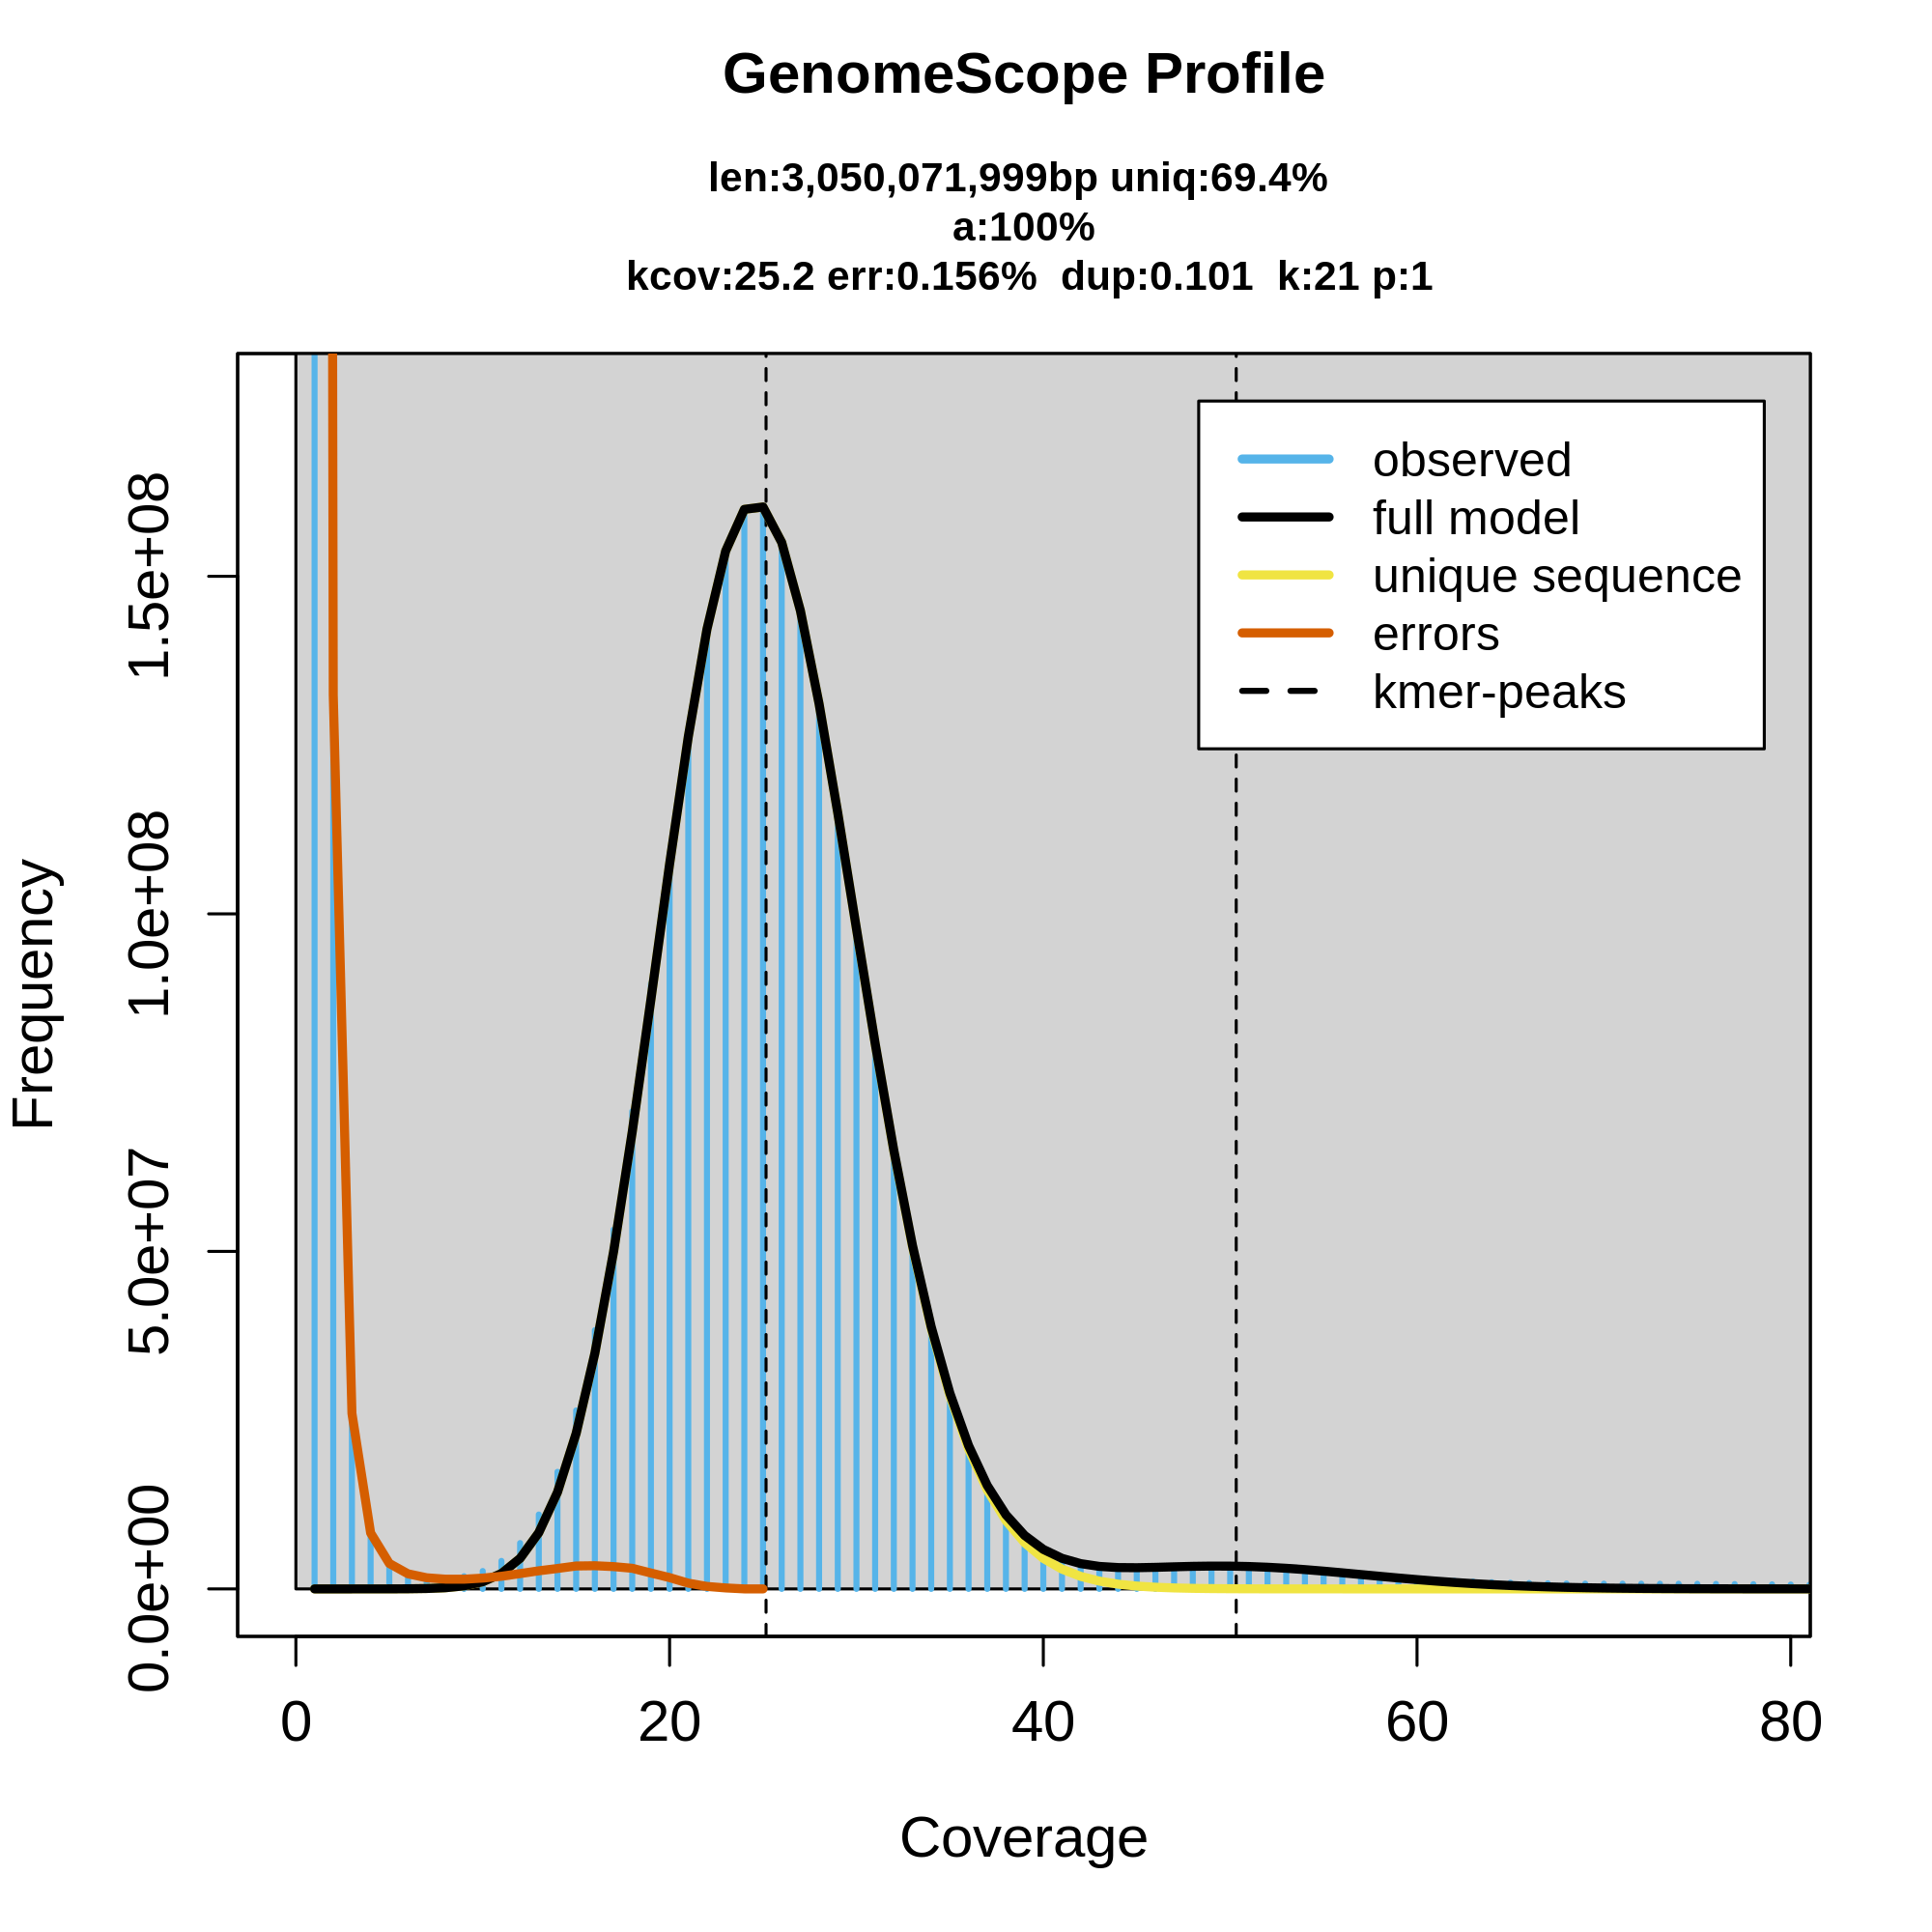 GenomeScope Profile
len:3,050,071,999bp uniq:69.4%
a:100%
kcov:25.2 err:0.156%  dup:0.101  k:21 p:1
observed
full model
unique sequence
errors
kmer-peaks
Frequency
1.5e+08
1.0e+08
5.0e+07
0.0e+00
0 20 40 60 80
Coverage